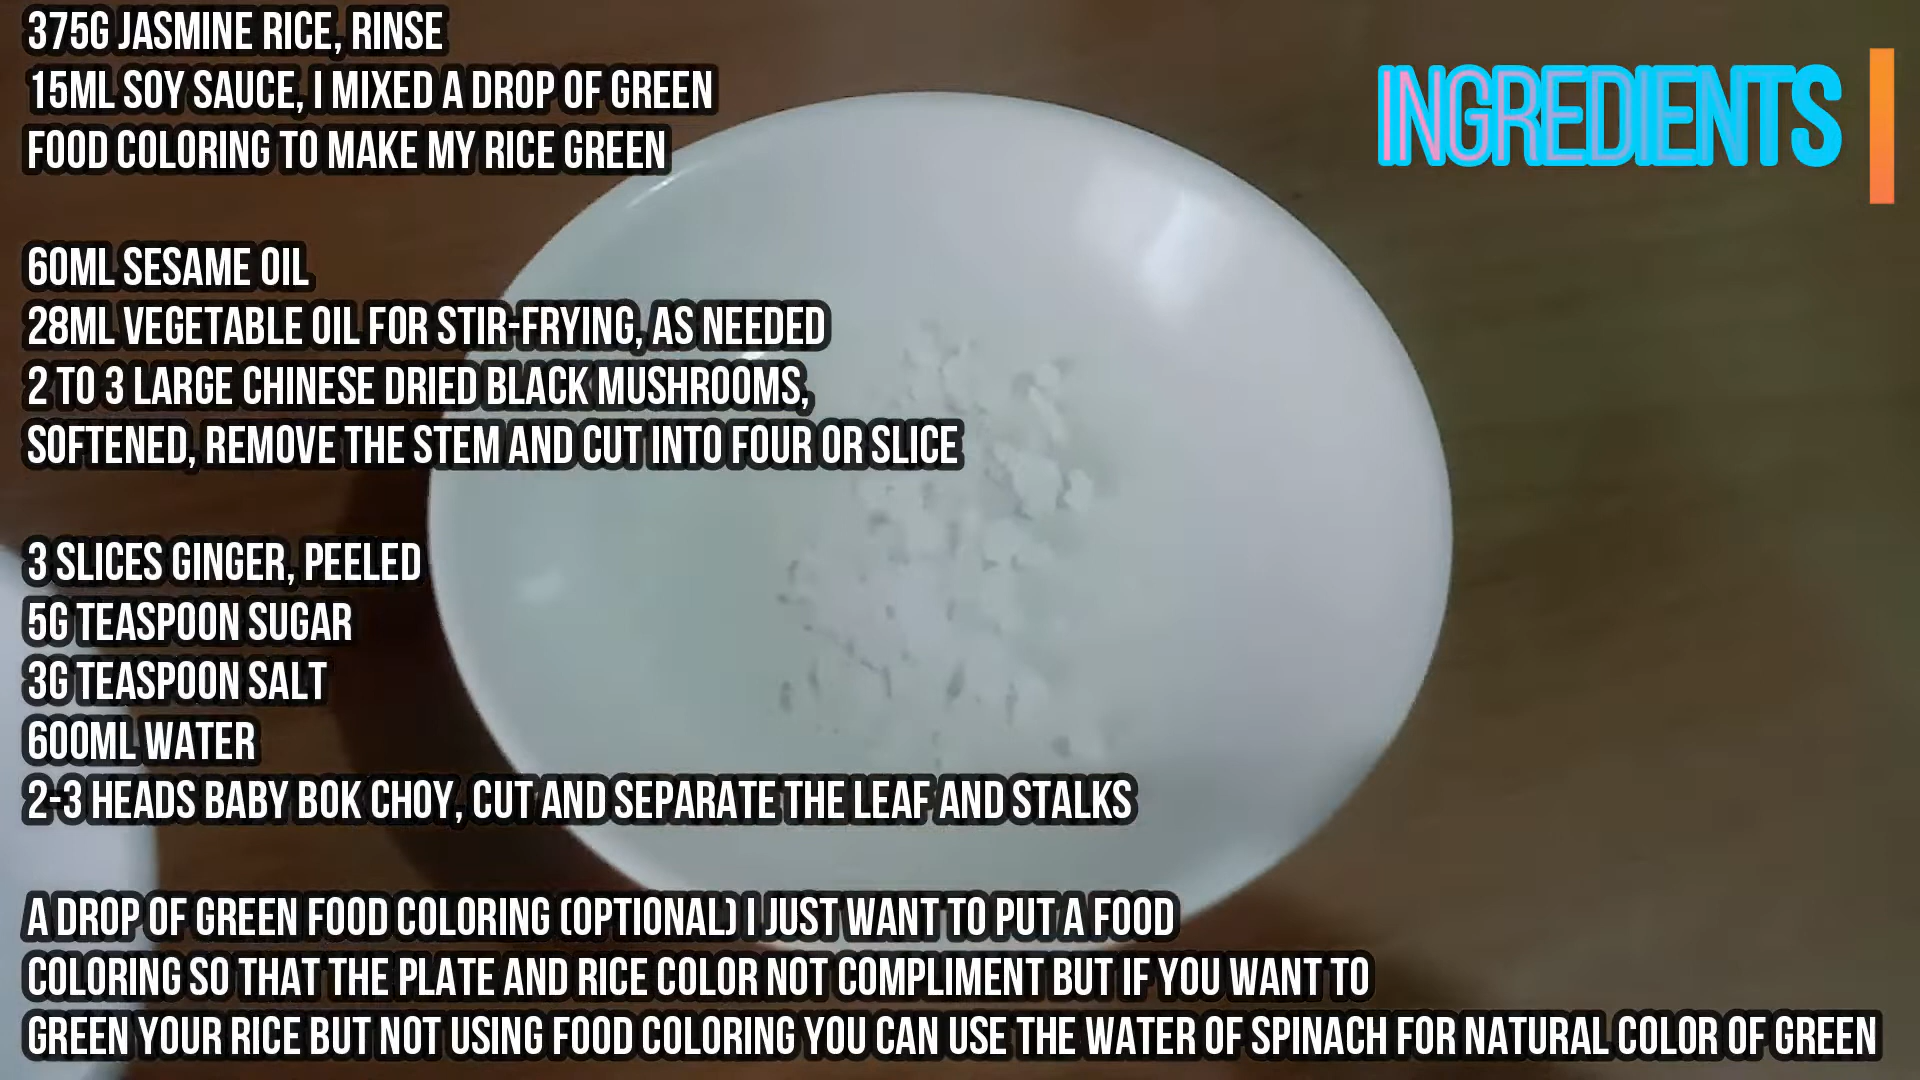 INGREDIENTS
375G JASMINE RICE, RINSE
15ML SOY SAUCE, I MIXED A DROP OF GREEN
FOOD COLORING TO MAKE MY RICE GREEN
60ML SESAME OIL
28ML VEGETABLE OIL FOR STIR-FRYING, AS NEEDED
2 TO 3 LARGE CHINESE DRIED BLACK MUSHROOMS,
SOFTENED, REMOVE THE STEM AND CUT INTO FOUR OR SLICE
3 SLICES GINGER, PEELED
5G TEASPOON SUGAR
3G TEASPOON SALT
600ML WATER
2-3 HEADS BABY BOK CHOY, CUT AND SEPARATE THE LEAF AND STALKS
A DROP OF GREEN FOOD COLORING (OPTIONAL) I JUST WANT TO PUT A FOOD
COLORING SO THAT THE PLATE AND RICE COLOR NOT COMPLIMENT BUT IF YOU WANT TO
GREEN YOUR RICE BUT NOT USING FOOD COLORING YOU CAN USE THE WATER OF SPINACH FOR NATURAL COLOR OF GREEN